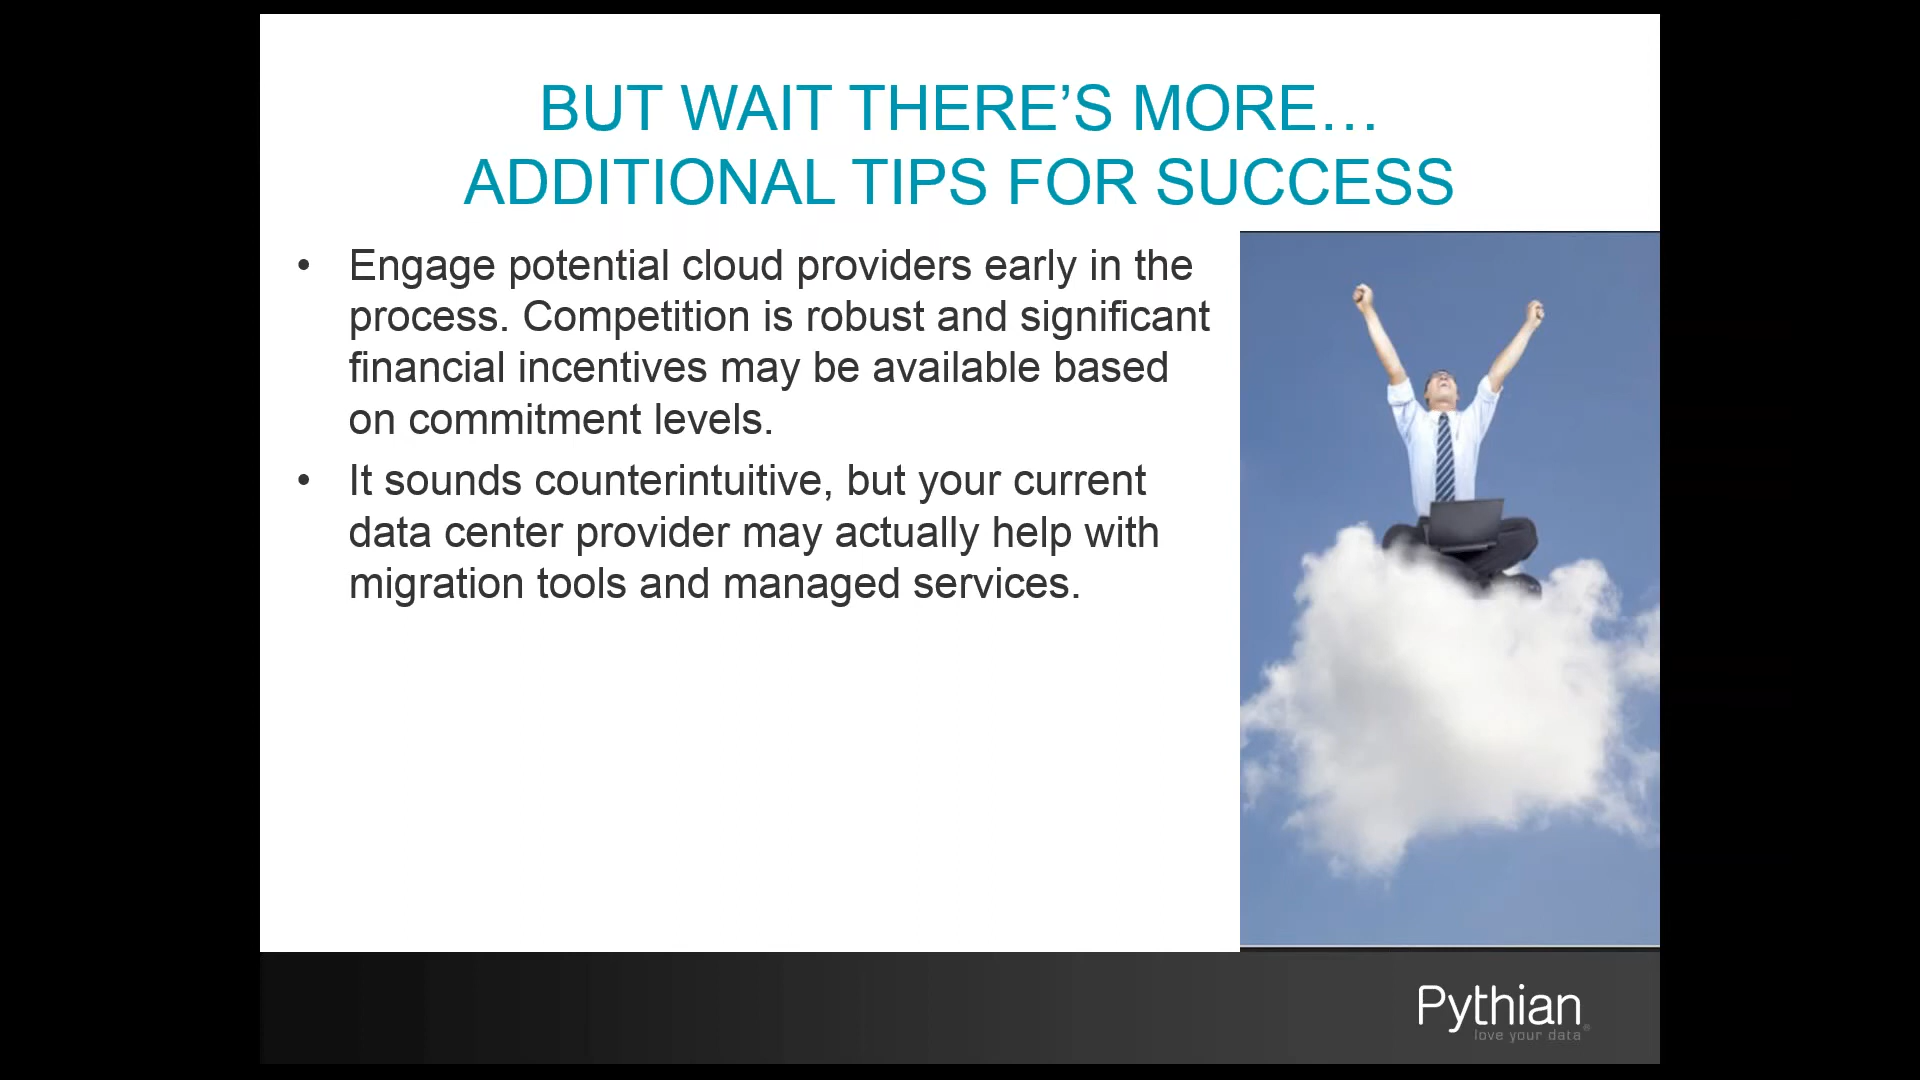 BUT WAIT THERE’S MORE…
ADDITIONAL TIPS FOR SUCCESS
• Engage potential cloud providers early in the
process. Competition is robust and significant
financial incentives may be available based
on commitment levels.
• It sounds counterintuitive, but your current
data center provider may actually help with
migration tools and managed services.
Pythian
love your data®